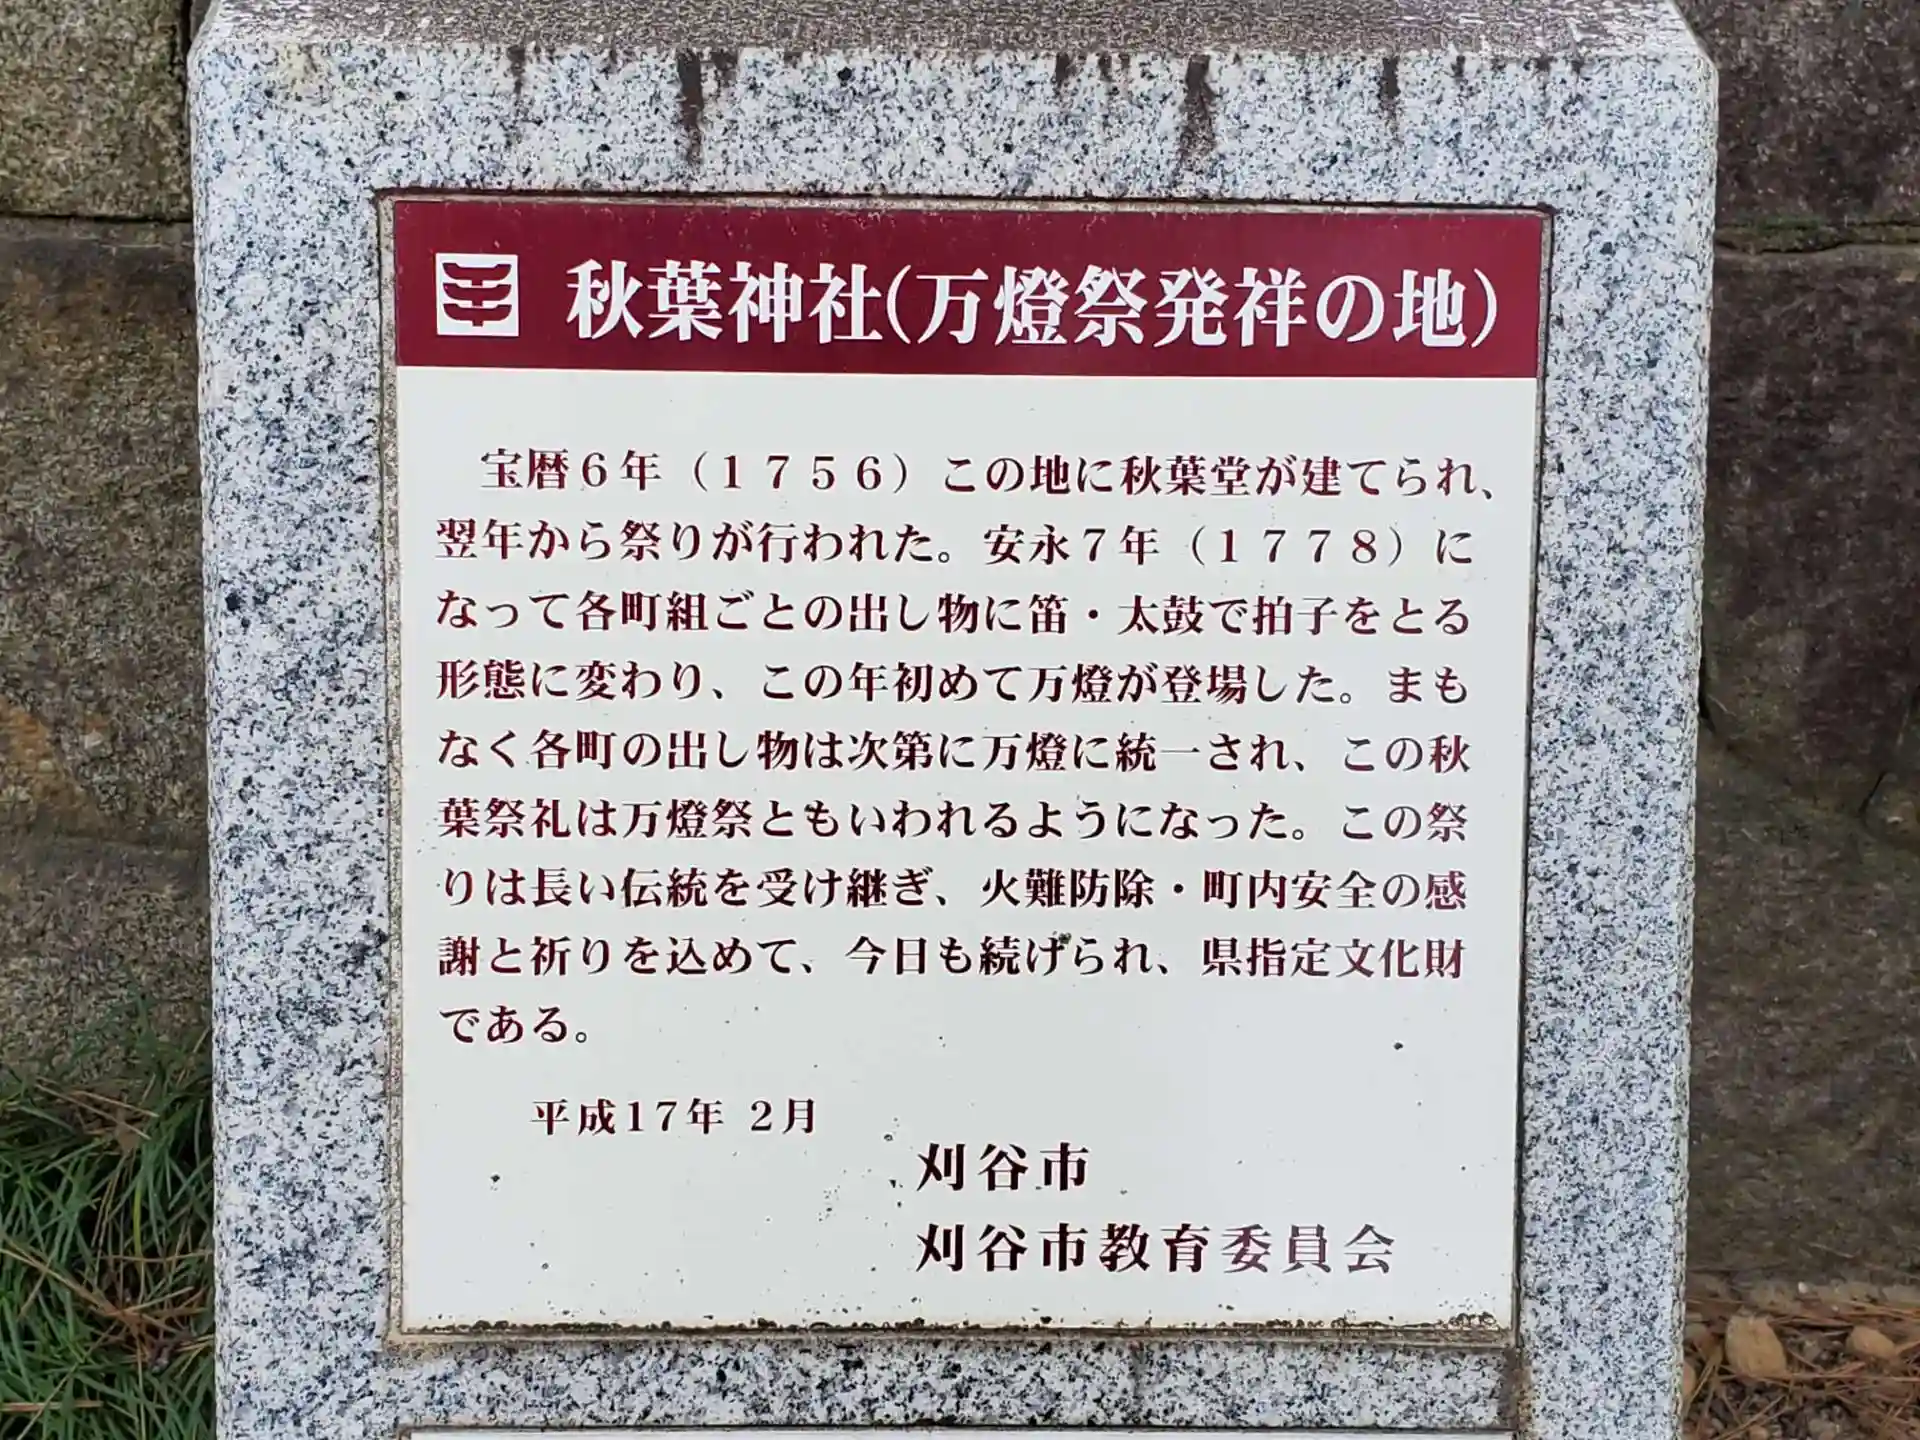 秋葉神社(万燈祭発祥の地)
宝暦６年（１７５６）この地に秋葉堂が建てられ、
翌年から祭りが行われた。安永７年（１７７８）に
なって各町組ごとの出し物に笛・太鼓で拍子をとる
形態に変わり、この年初めて万燈が登場した。まも
なく各町の出し物は次第に万燈に統一され、この秋
葉祭礼は万燈祭ともいわれるようになった。この祭
りは長い伝統を受け継ぎ、火難防除・町内安全の感
謝と祈りを込めて、今日も続げられ、県指定文化財
である。
平成17年 2月
刈谷市
刈谷市教育委員会